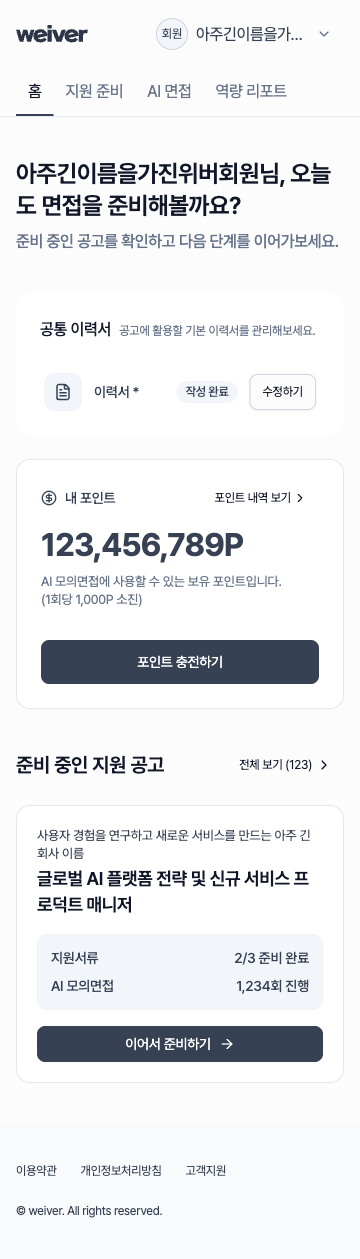 weiver
회원 아주긴이름을가...
홈 지원 준비 AI 면접 역량 리포트
아주긴이름을가진위버회원님, 오늘
도 면접을 준비해볼까요?
준비 중인 공고를 확인하고 다음 단계를 이어가보세요.
공통 이력서 공고에 활용할 기본 이력서를 관리해보세요.
이력서 * 작성 완료 수정하기
내 포인트 포인트 내역 보기
123,456,789P
AI 모의면접에 사용할 수 있는 보유 포인트입니다.
(1회당 1,000P 소진)
포인트 충전하기
준비 중인 지원 공고 전체 보기 (123)
사용자 경험을 연구하고 새로운 서비스를 만드는 아주 긴
회사 이름
글로벌 AI 플랫폼 전략 및 신규 서비스 프
로덕트 매니저
지원서류 2/3 준비 완료
AI 모의면접 1,234회 진행
이어서 준비하기
이용약관 개인정보처리방침 고객지원
© weiver. All rights reserved.